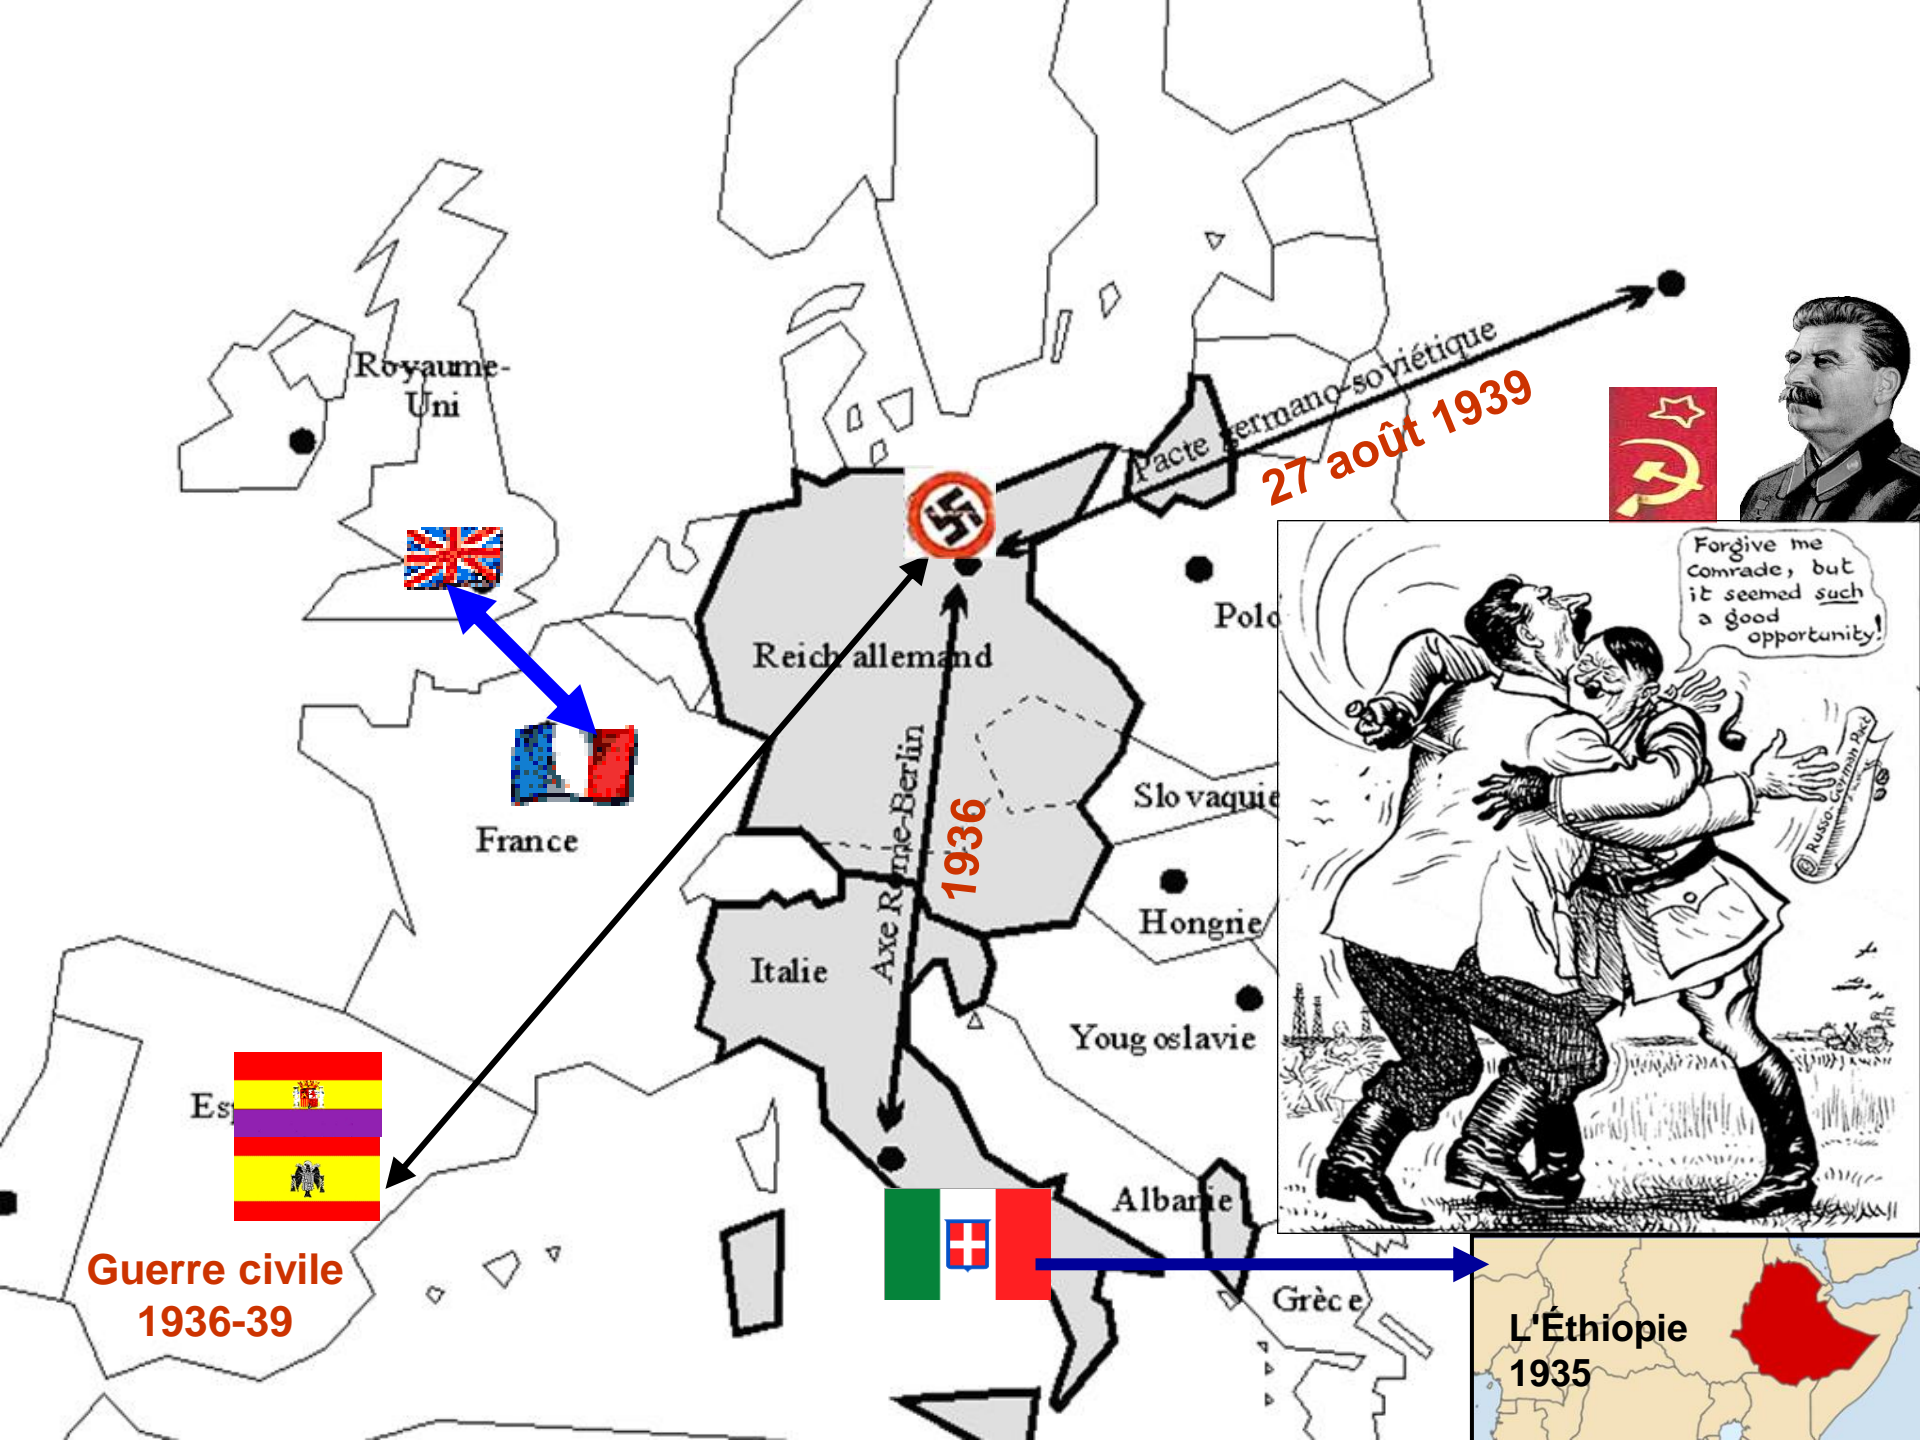 Royaume-
Uni
Pacte germano-soviétique
27 août 1939
Forgive me
Comrade, but
it seemed such
a good
opportunity!
Reich allemand
Polo
Russo-German Pact
Axe Rome-Berlin
1936
Slovaquie
France
Hongrie
Italie
Yougoslavie
Esp
Albanie
Guerre civile
1936-39
Grèce
L'Éthiopie
1935